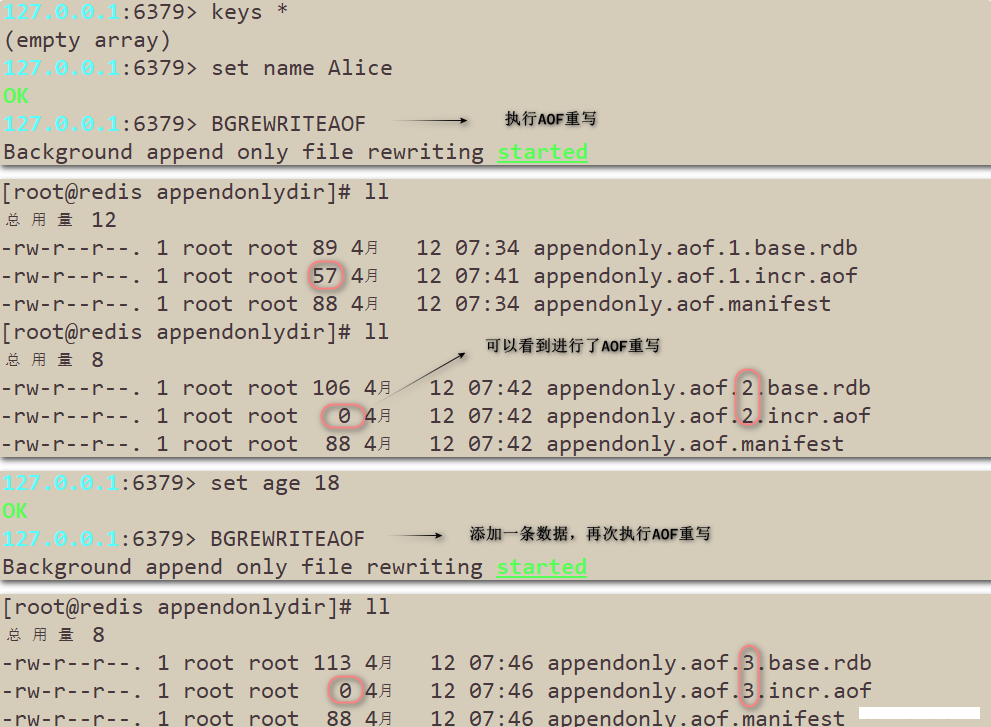 127.0.0.1:6379> keys *
(empty array)
127.0.0.1:6379> set name Alice
OK
127.0.0.1:6379> BGREWRITEAOF 执行AOF重写
Background append only file rewriting started
[root@redis appendonlydir]# ll
总用量 12
-rw-r--r--. 1 root root 89 4月 12 07:34 appendonly.aof.1.base.rdb
-rw-r--r--. 1 root root 57 4月 12 07:41 appendonly.aof.1.incr.aof
-rw-r--r--. 1 root root 88 4月 12 07:34 appendonly.aof.manifest
[root@redis appendonlydir]# ll
可以看到进行了AOF重写
总用量 8
-rw-r--r--. 1 root root 106 4月 12 07:42 appendonly.aof.2.base.rdb
-rw-r--r--. 1 root root 0 4月 12 07:42 appendonly.aof.2.incr.aof
-rw-r--r--. 1 root root 88 4月 12 07:42 appendonly.aof.manifest
127.0.0.1:6379> set age 18
OK
127.0.0.1:6379> BGREWRITEAOF 添加一条数据，再次执行AOF重写
Background append only file rewriting started
[root@redis appendonlydir]# ll
总用量 8
-rw-r--r--. 1 root root 113 4月 12 07:46 appendonly.aof.3.base.rdb
-rw-r--r--. 1 root root 0 4月 12 07:46 appendonly.aof.3.incr.aof
-rw-r--r--. 1 root root 88 4月 12 07:46 appendonly.aof.manifest